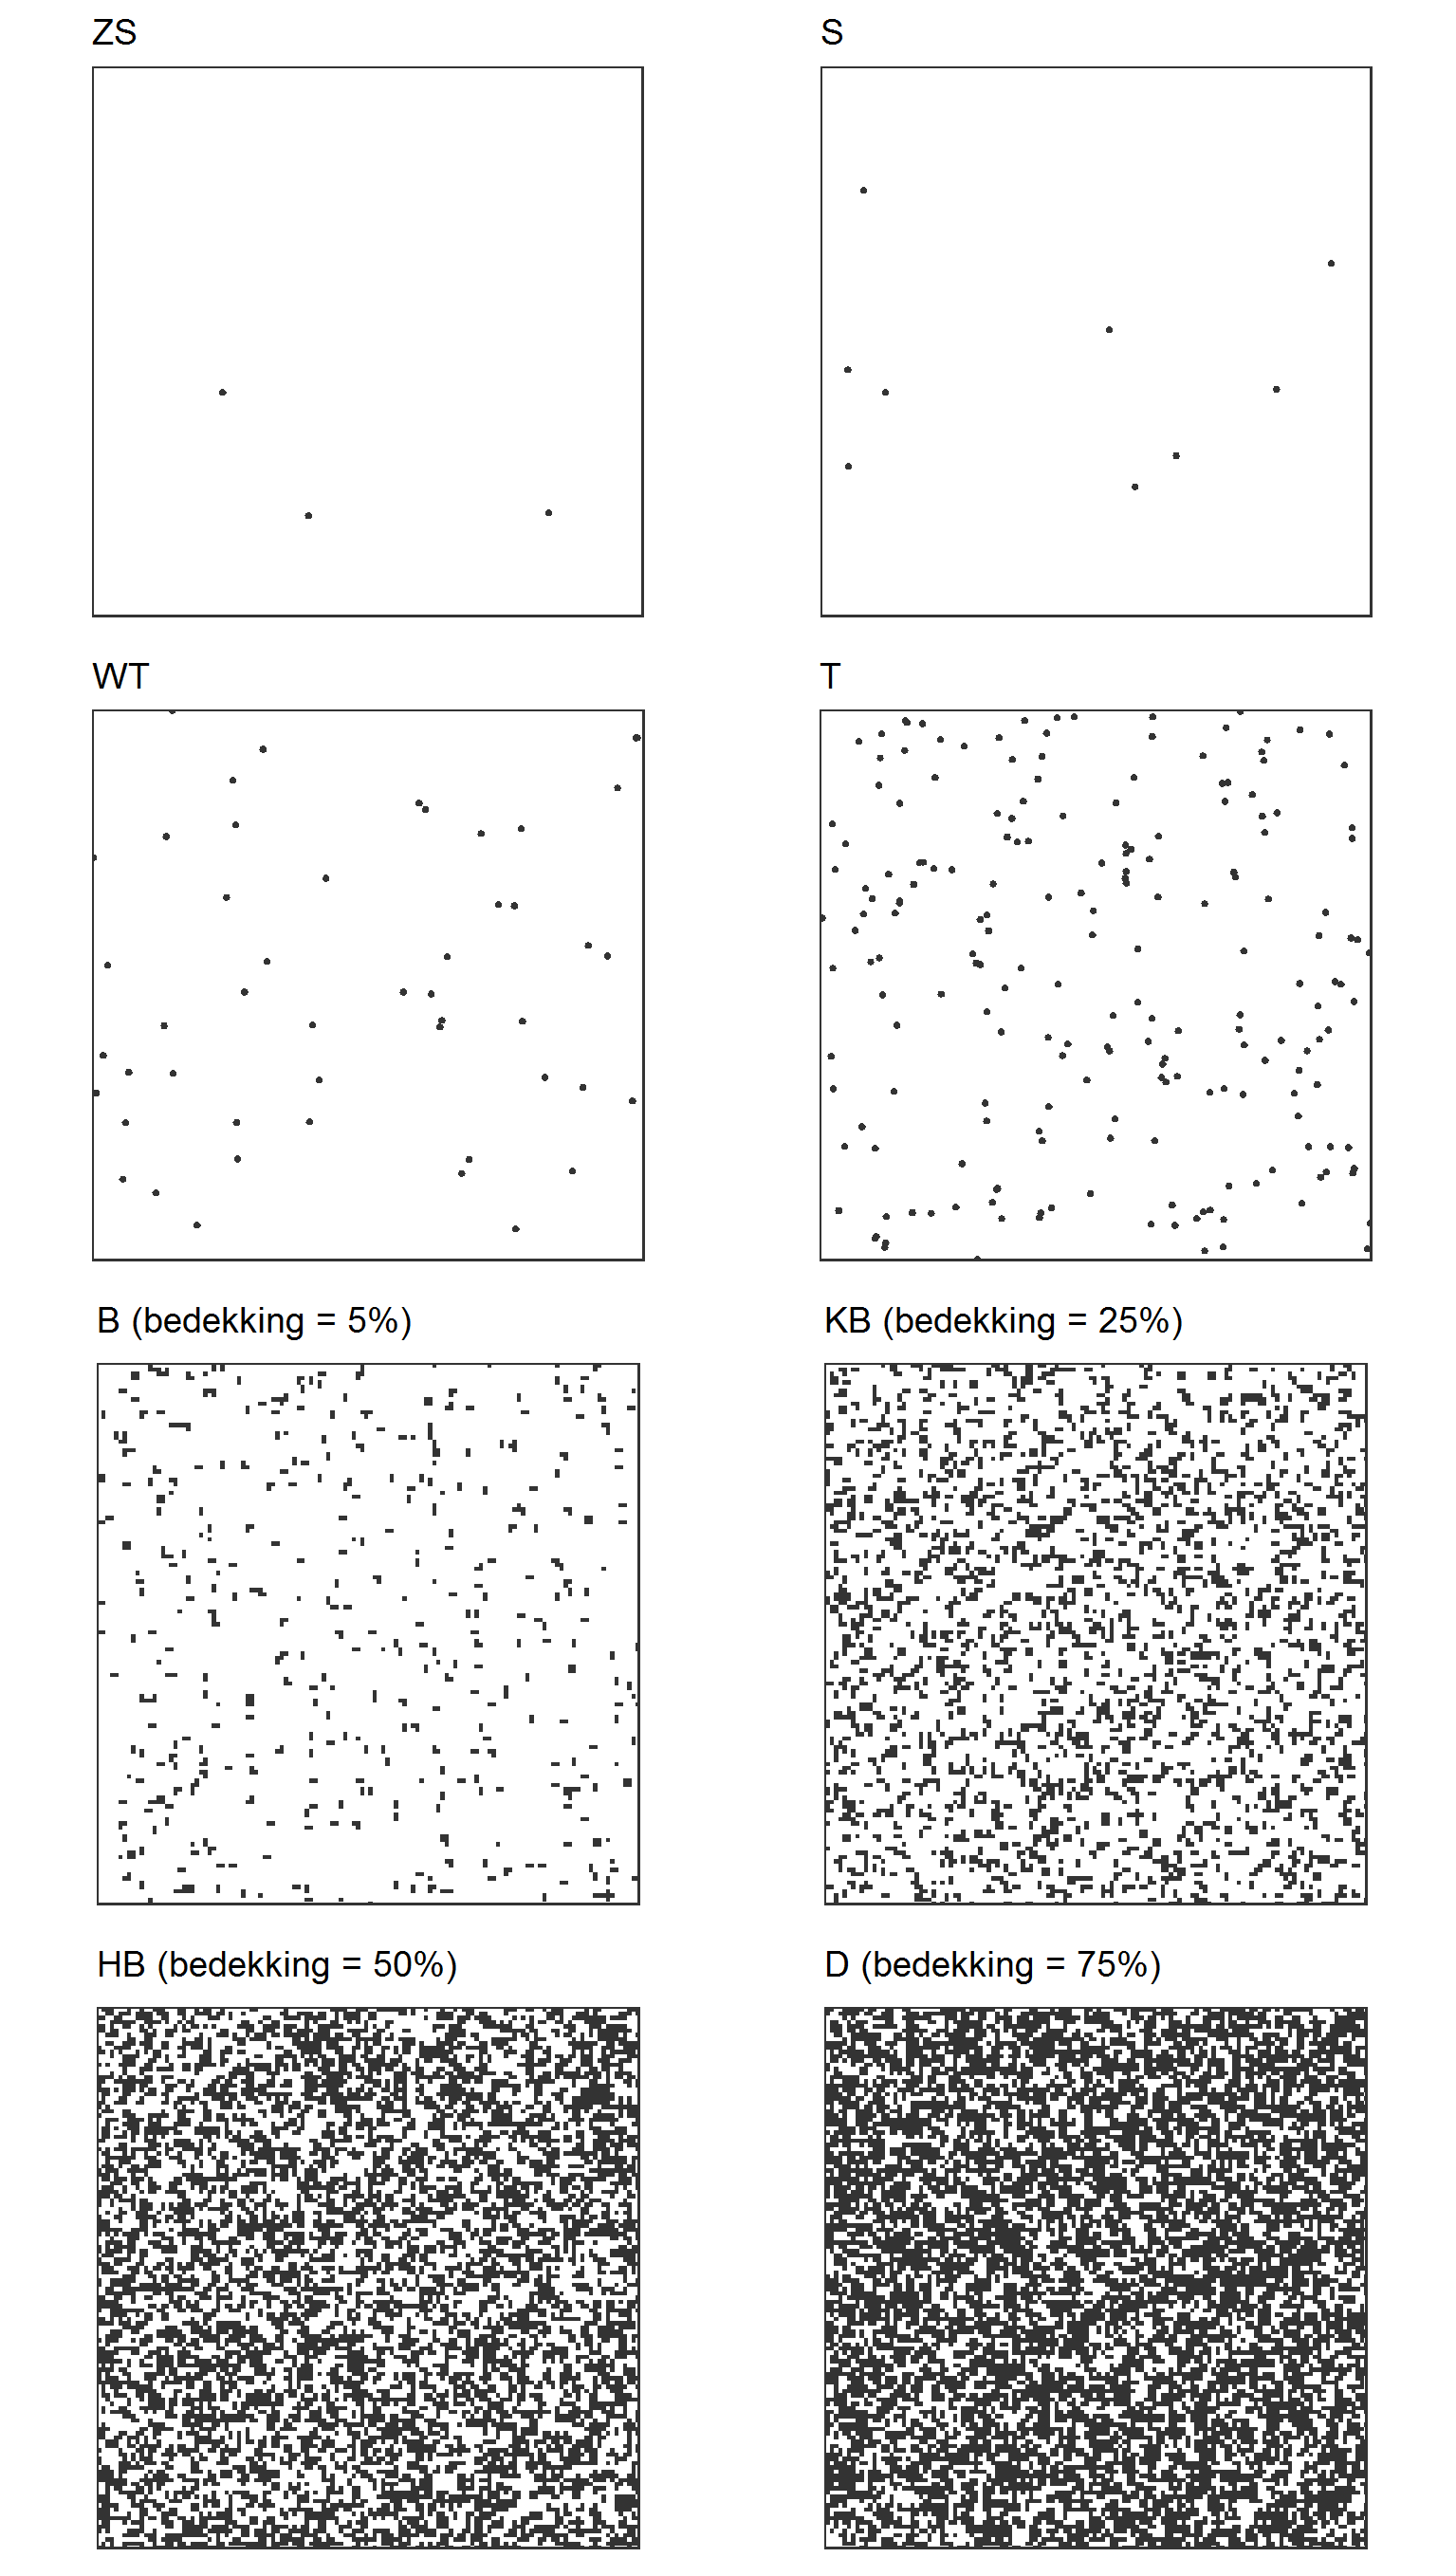 ZS
S
WT
T
B (bedekking = 5%)
KB (bedekking = 25%)
HB (bedekking = 50%)
D (bedekking = 75%)